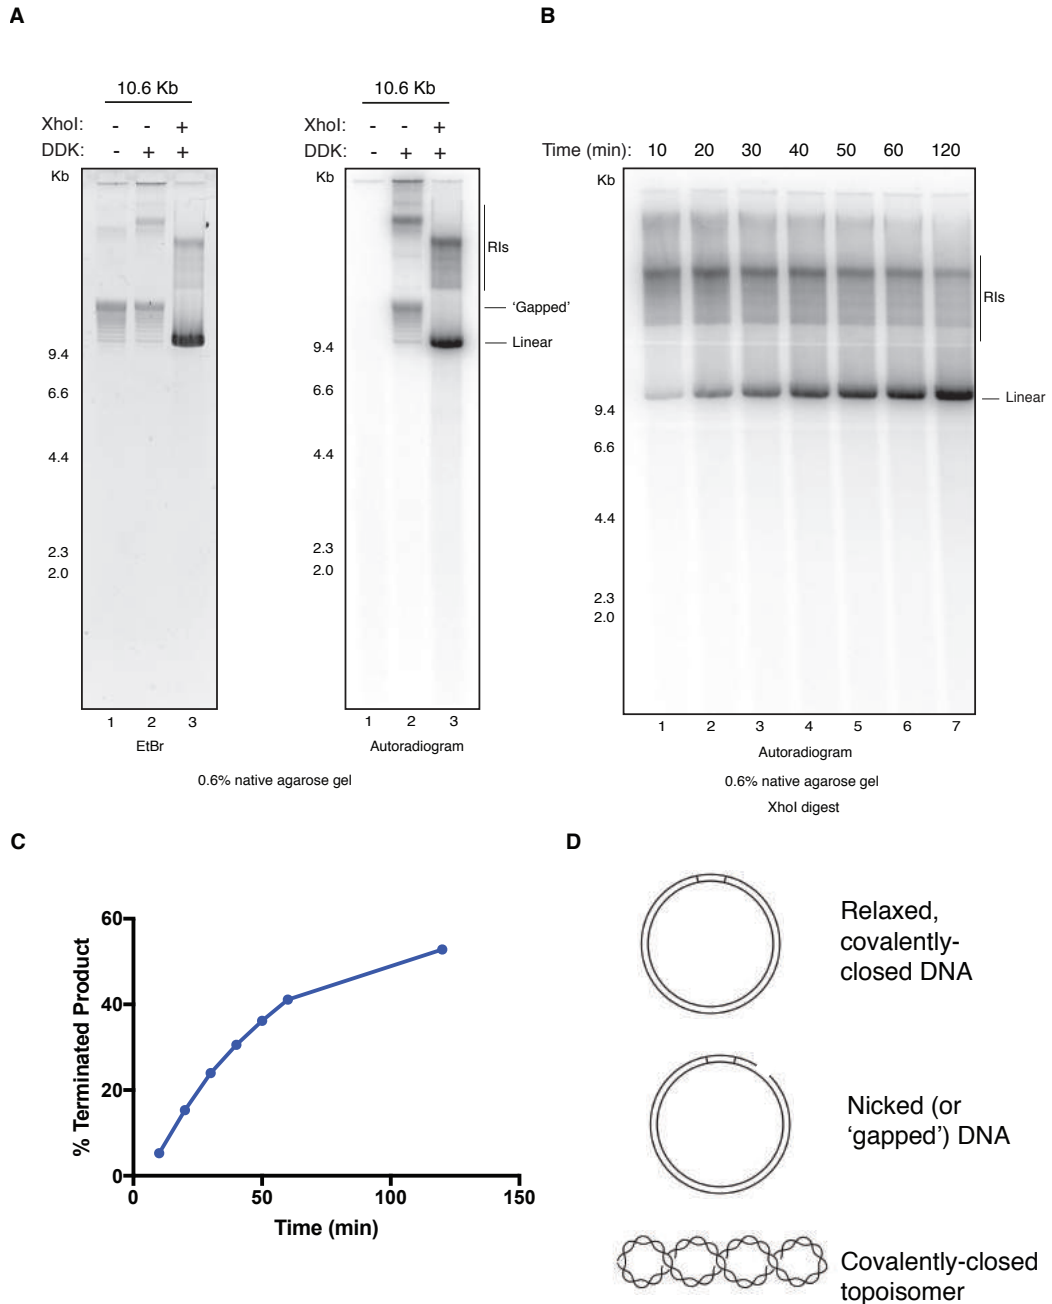 A
10.6 Kb
XhoI: - - +
DDK: - + +
Kb
9.4
6.6
4.4
2.3
2.0
1 2 3
EtBr
10.6 Kb
XhoI: - - +
DDK: - + +
Kb
RIs
'Gapped'
Linear
9.4
6.6
4.4
2.3
2.0
1 2 3
Autoradiogram
0.6% native agarose gel
B
Time (min): 10 20 30 40 50 60 120
Kb
RIs
Linear
9.4
6.6
4.4
2.3
2.0
1 2 3 4 5 6 7
Autoradiogram
0.6% native agarose gel
XhoI digest
C
% Terminated Product
60
40
20
0
0 50 100 150
Time (min)
D
Relaxed,
covalently-
closed DNA
Nicked (or
'gapped') DNA
Covalently-closed
topoisomer